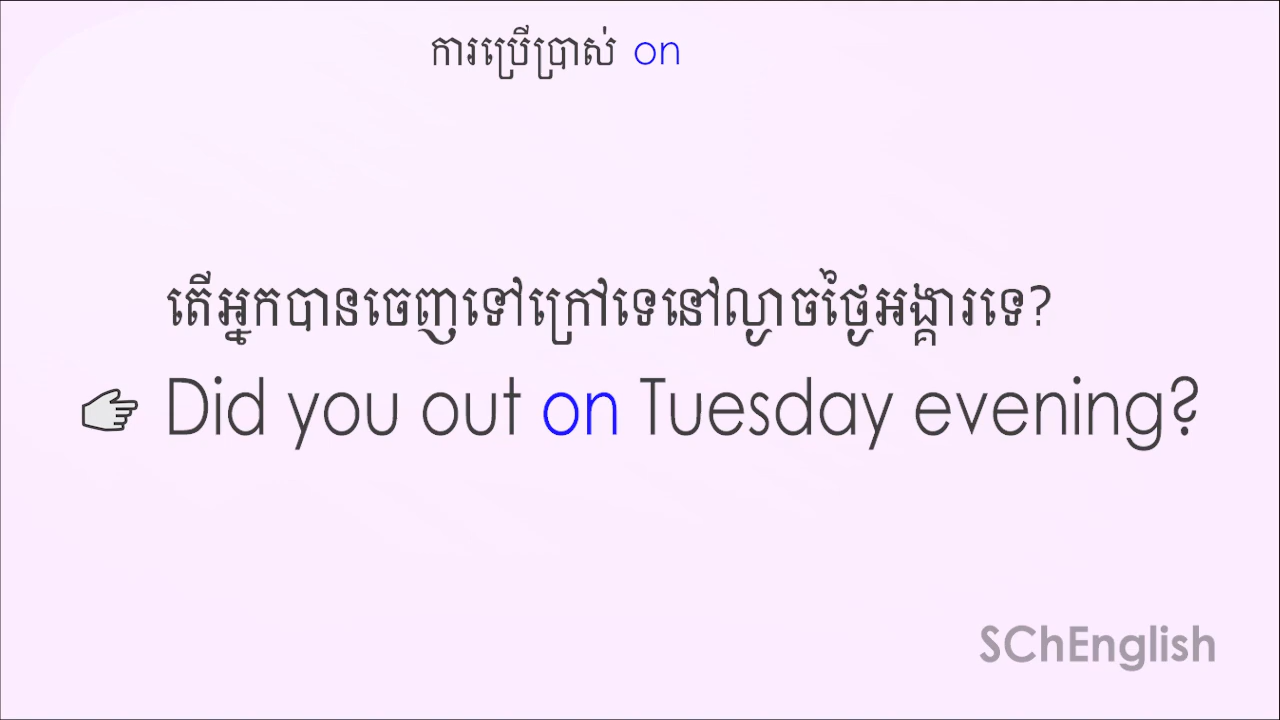 ការប្រើប្រាស់ on
តើអ្នកបានចេញទៅក្រៅទេនៅល្ងាចថ្ងៃអង្គារទេ?
Did you out on Tuesday evening?
SChEnglish